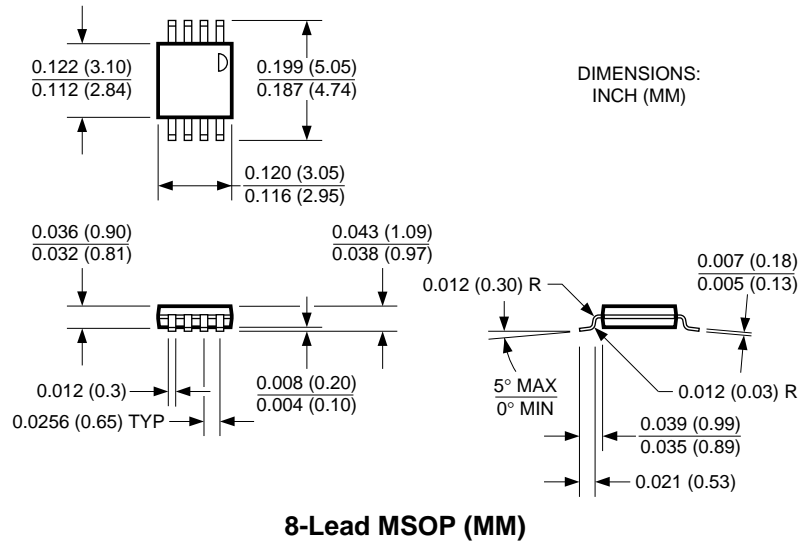 0.122 (3.10)
0.112 (2.84)
0.199 (5.05)
0.187 (4.74)
DIMENSIONS:
INCH (MM)
0.120 (3.05)
0.116 (2.95)
0.036 (0.90)
0.032 (0.81)
0.043 (1.09)
0.038 (0.97)
0.007 (0.18)
0.005 (0.13)
0.012 (0.30) R
0.012 (0.3)
0.008 (0.20)
0.004 (0.10)
5° MAX
0° MIN
0.012 (0.03) R
0.0256 (0.65) TYP
0.039 (0.99)
0.035 (0.89)
0.021 (0.53)
8-Lead MSOP (MM)